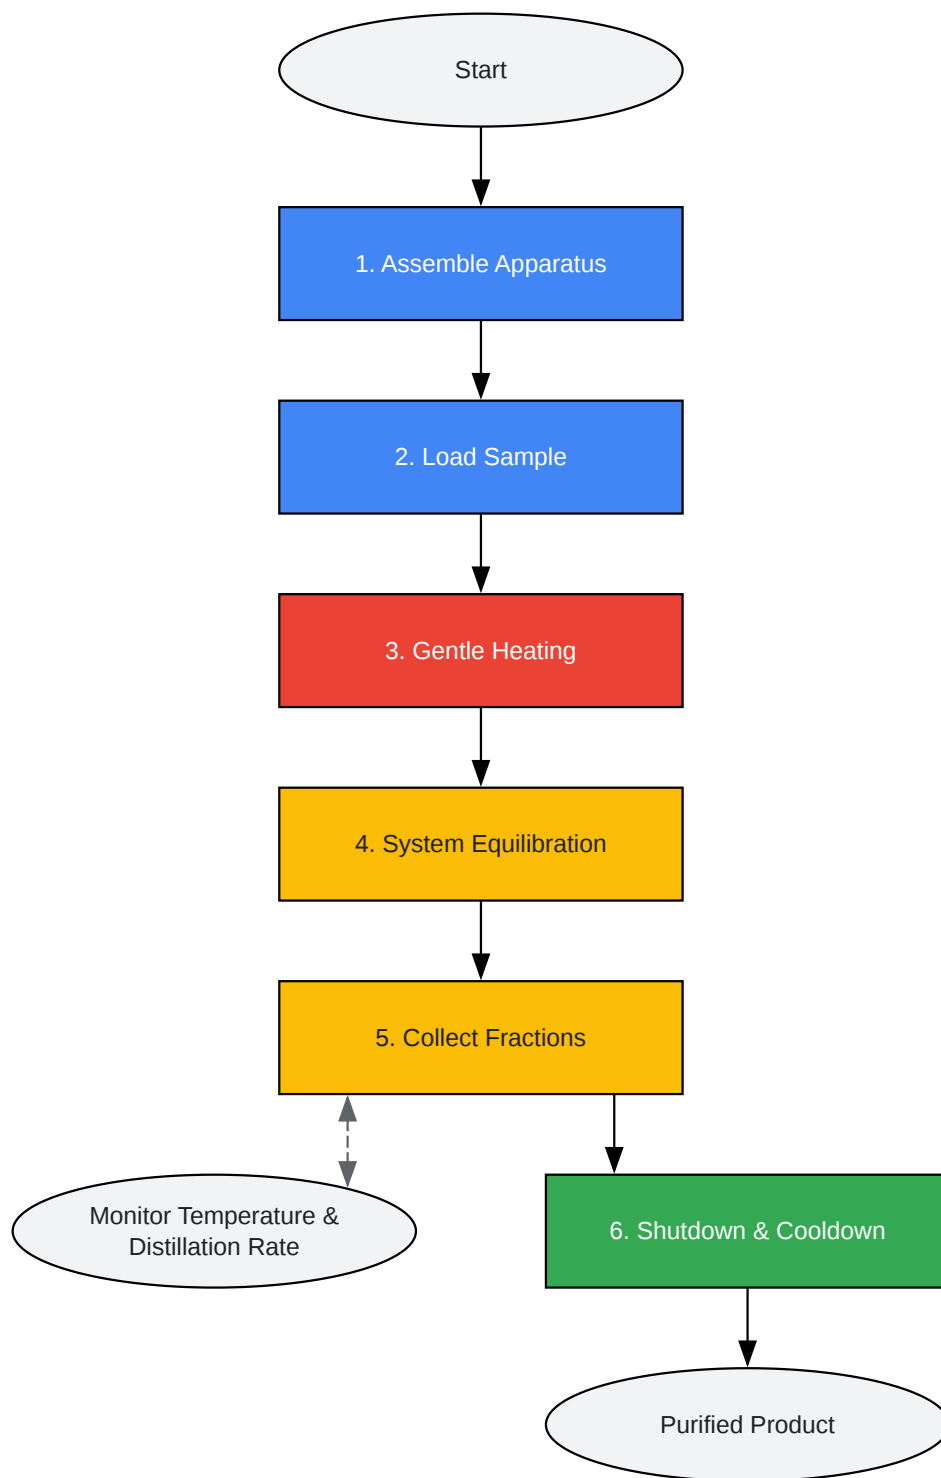 Start
1. Assemble Apparatus
2. Load Sample
3. Gentle Heating
4. System Equilibration
5. Collect Fractions
Monitor Temperature &
Distillation Rate
6. Shutdown & Cooldown
Purified Product